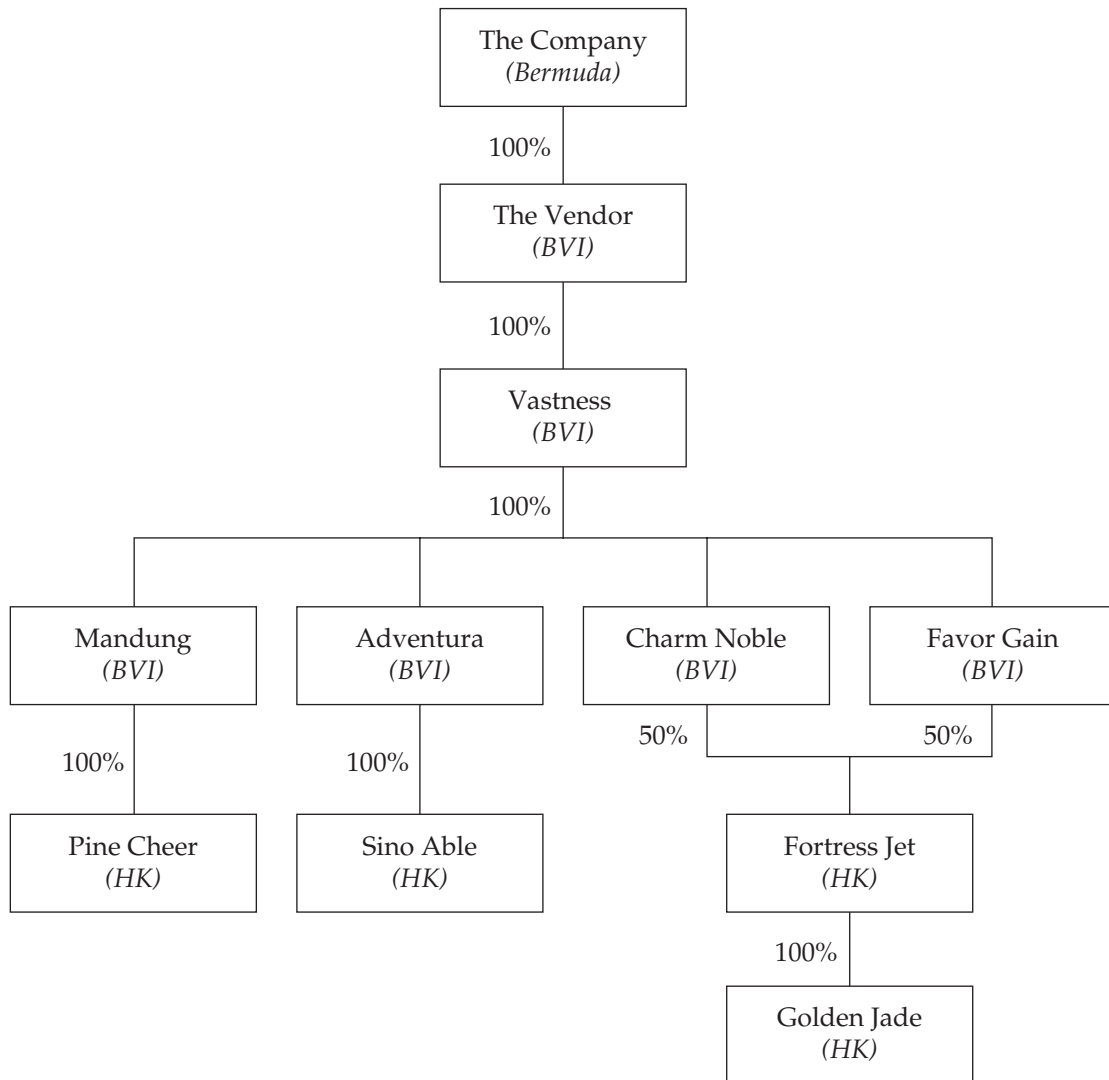 The Company
(Bermuda)
100%
The Vendor
(BVI)
100%
Vastness
(BVI)
100%
Mandung
(BVI)
Adventura
(BVI)
Charm Noble
(BVI)
Favor Gain
(BVI)
100%
100%
50%
50%
Pine Cheer
(HK)
Sino Able
(HK)
Fortress Jet
(HK)
100%
Golden Jade
(HK)